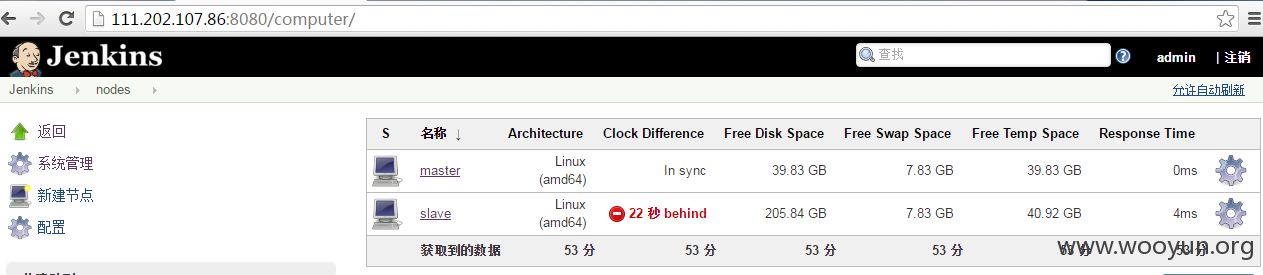 111.202.107.86:8080/computer/
Jenkins 查找 ? admin | 注销
Jenkins nodes 允许自动刷新
返回
系统管理
新建节点
配置
S 名称 ↓ Architecture Clock Difference Free Disk Space Free Swap Space Free Temp Space Response Time
master Linux (amd64) In sync 39.83 GB 7.83 GB 39.83 GB 0ms
slave Linux (amd64) 22 秒 behind 205.84 GB 7.83 GB 40.92 GB 4ms
获取到的数据 53 分 53 分 53 分 53 分 53 分 53 分
www.wooyun.org